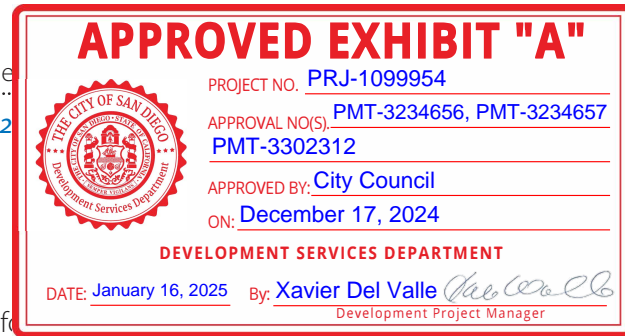 APPROVED EXHIBIT "A"
PROJECT NO. PRJ-1099954
APPROVAL NO(S). PMT-3234656, PMT-3234657
PMT-3302312
APPROVED BY: City Council
ON: December 17, 2024
THE CITY OF SAN DIEGO
Development Services Department
DEVELOPMENT SERVICES DEPARTMENT
DATE: January 16, 2025 By: Xavier Del Valle
Development Project Manager